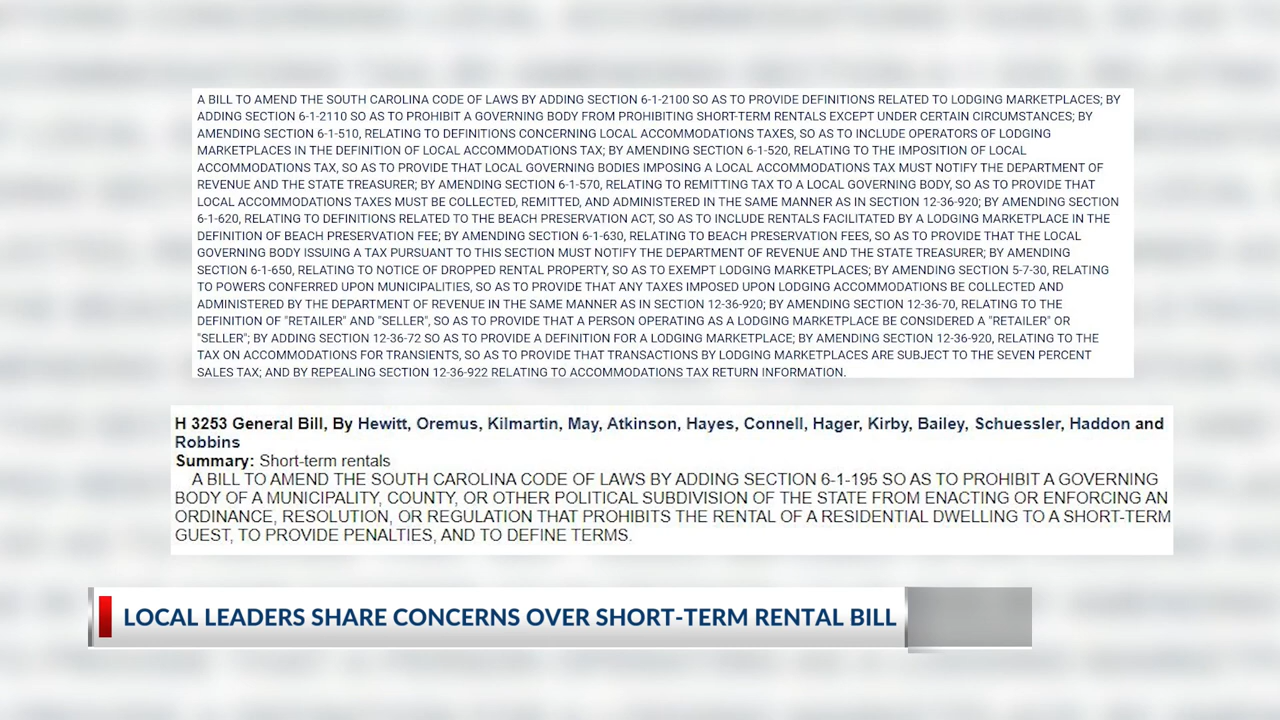 A BILL TO AMEND THE SOUTH CAROLINA CODE OF LAWS BY ADDING SECTION 6-1-2100 SO AS TO PROVIDE DEFINITIONS RELATED TO LODGING MARKETPLACES; BY
ADDING SECTION 6-1-2110 SO AS TO PROHIBIT A GOVERNING BODY FROM PROHIBITING SHORT-TERM RENTALS EXCEPT UNDER CERTAIN CIRCUMSTANCES; BY
AMENDING SECTION 6-1-510, RELATING TO DEFINITIONS CONCERNING LOCAL ACCOMMODATIONS TAXES, SO AS TO INCLUDE OPERATORS OF LODGING
MARKETPLACES IN THE DEFINITION OF LOCAL ACCOMMODATIONS TAX; BY AMENDING SECTION 6-1-520, RELATING TO THE IMPOSITION OF LOCAL
ACCOMMODATIONS TAX, SO AS TO PROVIDE THAT LOCAL GOVERNING BODIES IMPOSING A LOCAL ACCOMMODATIONS TAX MUST NOTIFY THE DEPARTMENT OF
REVENUE AND THE STATE TREASURER; BY AMENDING SECTION 6-1-570, RELATING TO REMITTING TAX TO A LOCAL GOVERNING BODY, SO AS TO PROVIDE THAT
LOCAL ACCOMMODATIONS TAXES MUST BE COLLECTED, REMITTED, AND ADMINISTERED IN THE SAME MANNER AS IN SECTION 12-36-920; BY AMENDING SECTION
6-1-620, RELATING TO DEFINITIONS RELATED TO THE BEACH PRESERVATION ACT, SO AS TO INCLUDE RENTALS FACILITATED BY A LODGING MARKETPLACE IN THE
DEFINITION OF BEACH PRESERVATION FEE; BY AMENDING SECTION 6-1-630, RELATING TO BEACH PRESERVATION FEES, SO AS TO PROVIDE THAT THE LOCAL
GOVERNING BODY ISSUING A TAX PURSUANT TO THIS SECTION MUST NOTIFY THE DEPARTMENT OF REVENUE AND THE STATE TREASURER; BY AMENDING
SECTION 6-1-650, RELATING TO NOTICE OF DROPPED RENTAL PROPERTY, SO AS TO EXEMPT LODGING MARKETPLACES; BY AMENDING SECTION 5-7-30, RELATING
TO POWERS CONFERRED UPON MUNICIPALITIES, SO AS TO PROVIDE THAT ANY TAXES IMPOSED UPON LODGING ACCOMMODATIONS BE COLLECTED AND
ADMINISTERED BY THE DEPARTMENT OF REVENUE IN THE SAME MANNER AS IN SECTION 12-36-920; BY AMENDING SECTION 12-36-70, RELATING TO THE
DEFINITION OF "RETAILER" AND "SELLER", SO AS TO PROVIDE THAT A PERSON OPERATING AS A LODGING MARKETPLACE BE CONSIDERED A "RETAILER" OR
"SELLER"; BY ADDING SECTION 12-36-72 SO AS TO PROVIDE A DEFINITION FOR A LODGING MARKETPLACE; BY AMENDING SECTION 12-36-920, RELATING TO THE
TAX ON ACCOMMODATIONS FOR TRANSIENTS, SO AS TO PROVIDE THAT TRANSACTIONS BY LODGING MARKETPLACES ARE SUBJECT TO THE SEVEN PERCENT
SALES TAX; AND BY REPEALING SECTION 12-36-922 RELATING TO ACCOMMODATIONS TAX RETURN INFORMATION.
H 3253 General Bill, By Hewitt, Oremus, Kilmartin, May, Atkinson, Hayes, Connell, Hager, Kirby, Bailey, Schuessler, Haddon and
Robbins
Summary: Short-term rentals
A BILL TO AMEND THE SOUTH CAROLINA CODE OF LAWS BY ADDING SECTION 6-1-195 SO AS TO PROHIBIT A GOVERNING
BODY OF A MUNICIPALITY, COUNTY, OR OTHER POLITICAL SUBDIVISION OF THE STATE FROM ENACTING OR ENFORCING AN
ORDINANCE, RESOLUTION, OR REGULATION THAT PROHIBITS THE RENTAL OF A RESIDENTIAL DWELLING TO A SHORT-TERM
GUEST, TO PROVIDE PENALTIES, AND TO DEFINE TERMS.
LOCAL LEADERS SHARE CONCERNS OVER SHORT-TERM RENTAL BILL